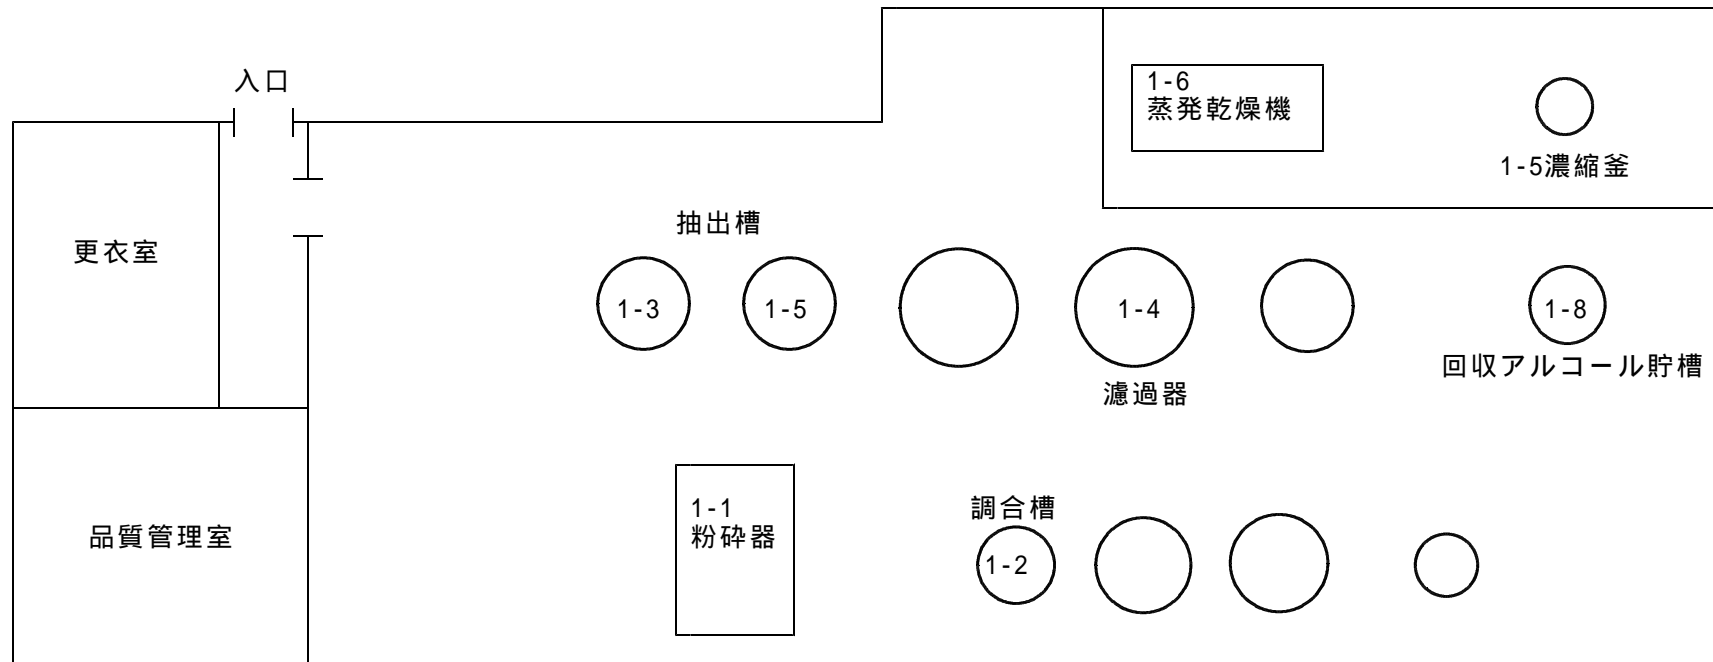 入口
1-6
蒸発乾燥機
1-5濃縮釜
抽出槽
更衣室
1-3
1-5
1-4
1-8
回収アルコール貯槽
濾過器
1-1
粉砕器
調合槽
品質管理室
1-2